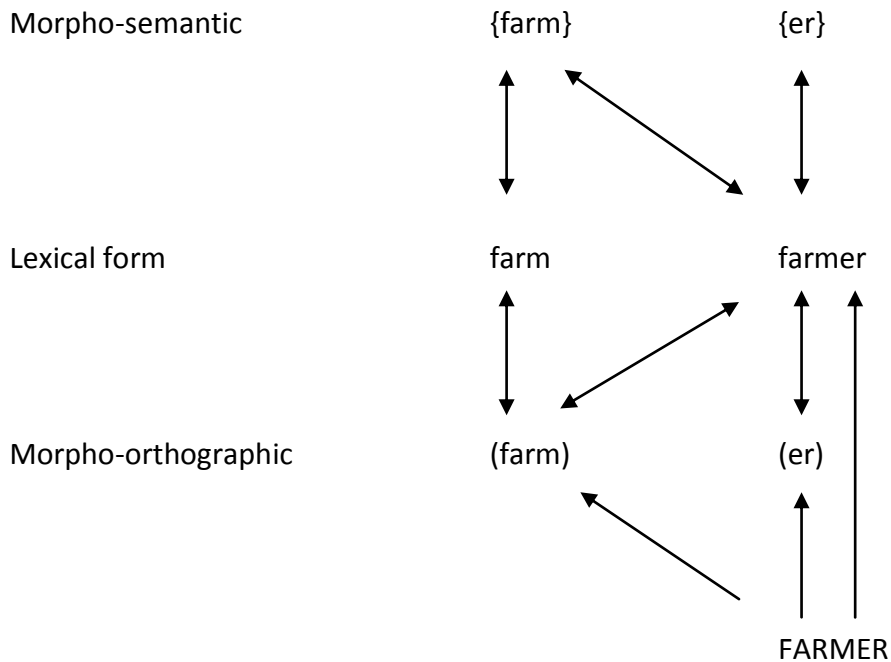 Morpho-semantic {farm} {er}
Lexical form farm farmer
Morpho-orthographic (farm) (er)
FARMER